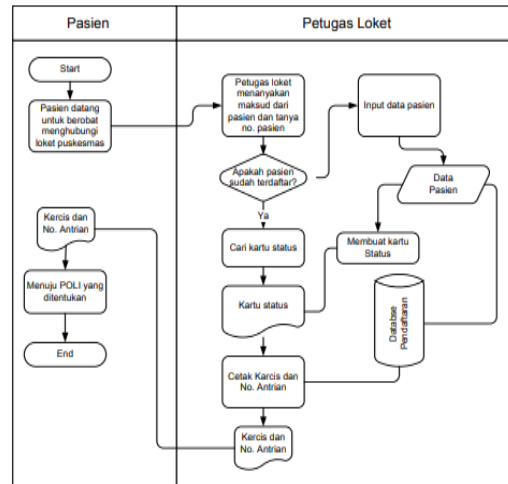 Pasien
Petugas Loket
Start
Pasien datang
untuk berobat
menghubungi
loket puskesmas
Petugas loket
menanyakan
maksud dari
pasien dan tanya
no. pasien
Input data pasien
Apakah pasien
sudah terdaftar?
Data
Pasien
Ya
Kercis dan
No. Antrian
Cari kartu status
Membuat kartu
Status
Menuju POLI yang
ditentukan
Kartu status
Databse
Pendaftaran
End
Cetak Karcis dan
No. Antrian
Kercis dan
No. Antrian